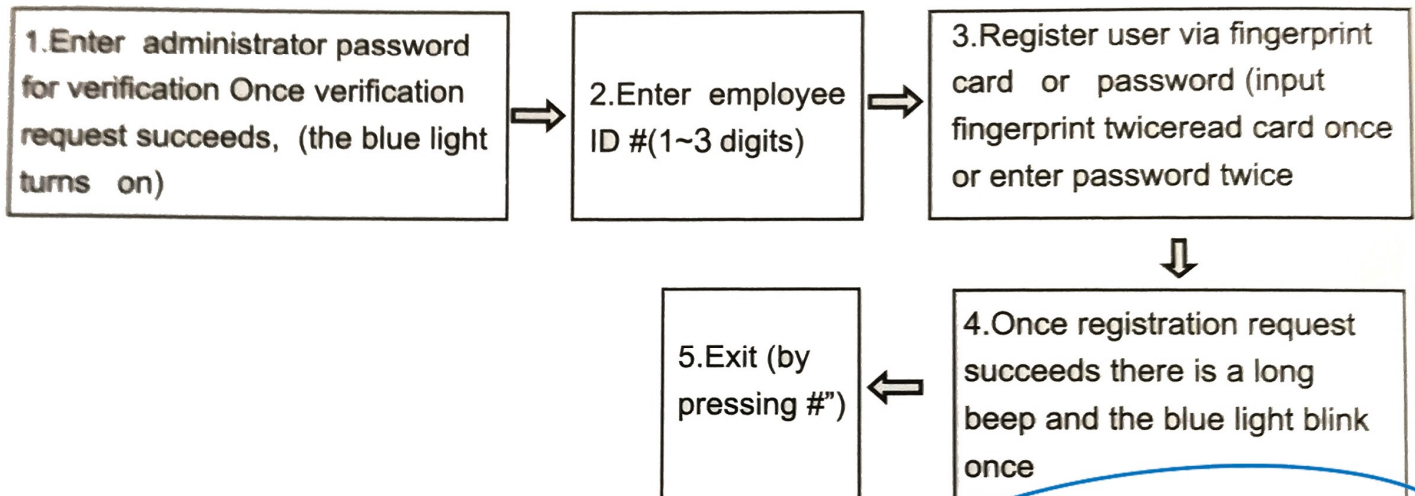 1.Enter administrator password
for verification Once verification
request succeeds, (the blue light
turns on)
2.Enter employee
ID #(1~3 digits)
3.Register user via fingerprint
card or password (input
fingerprint twiceread card once
or enter password twice
4.Once registration request
succeeds there is a long
beep and the blue light blink
once
5.Exit (by
pressing #”)